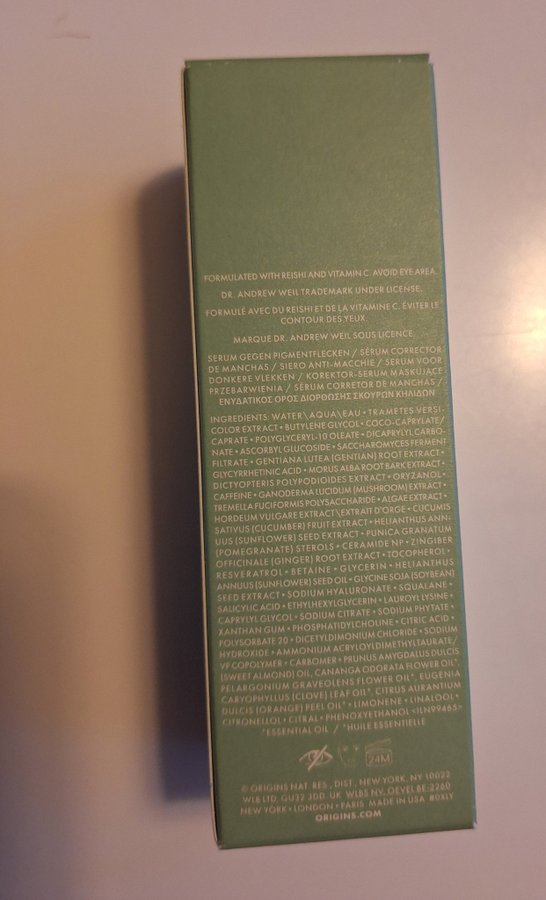 FORMULATED WITH REISHI AND VITAMIN C. AVOID EYE AREA.
DR. ANDREW WEIL TRADEMARK UNDER LICENSE.
FORMULÉ AVEC DU REISHI ET DE LA VITAMINE C. ÉVITER LE
CONTOUR DES YEUX.
MARQUE DR. ANDREW WEIL SOUS LICENCE.
SERUM GEGEN PIGMENTFLECKEN / SÉRUM CORRECTOR
DE MANCHAS / SIERO ANTI-MACCHIE / SERUM VOOR
DONKERE VLEKKEN / KOREKTOR-SERUM MASKUJĄCE
PRZEBARWIENIA / SÉRUM CORRETOR DE MANCHAS /
ΕΝΥΔΑΤΙΚΟΣ ΟΡΟΣ ΔΙΟΡΘΩΣΗΣ ΣΚΟΥΡΩΝ ΚΗΛΙΔΩΝ
INGREDIENTS: WATER\AQUA\EAU • TRAMETES VERSI-
COLOR EXTRACT • BUTYLENE GLYCOL • COCO-CAPRYLATE/
CAPRATE • POLYGLYCERYL-10 OLEATE • DICAPRYLYL CARBO-
NATE • ASCORBYL GLUCOSIDE • SACCHAROMYCES FERMENT
FILTRATE • GENTIANA LUTEA (GENTIAN) ROOT EXTRACT •
GLYCYRRHETINIC ACID • MORUS ALBA ROOT BARK EXTRACT •
DICTYOPTERIS POLYPODIOIDES EXTRACT • ORYZANOL •
CAFFEINE • GANODERMA LUCIDUM (MUSHROOM) EXTRACT •
TREMELLA FUCIFORMIS POLYSACCHARIDE • ALGAE EXTRACT •
HORDEUM VULGARE EXTRACT\EXTRAIT D'ORGE • CUCUMIS
SATIVUS (CUCUMBER) FRUIT EXTRACT • HELIANTHUS ANN-
UUS (SUNFLOWER) SEED EXTRACT • PUNICA GRANATUM
(POMEGRANATE) STEROLS • CERAMIDE NP • ZINGIBER
OFFICINALE (GINGER) ROOT EXTRACT • TOCOPHEROL •
RESVERATROL • BETAINE • GLYCERIN • HELIANTHUS
ANNUUS (SUNFLOWER) SEED OIL • GLYCINE SOJA (SOYBEAN)
SEED EXTRACT • SODIUM HYALURONATE • SQUALANE •
SALICYLIC ACID • ETHYLHEXYLGLYCERIN • LAUROYL LYSINE •
CAPRYLYL GLYCOL • SODIUM CITRATE • SODIUM PHYTATE •
XANTHAN GUM • PHOSPHATIDYLCHOLINE • CITRIC ACID •
POLYSORBATE 20 • DICETYLDIMONIUM CHLORIDE • SODIUM
HYDROXIDE • AMMONIUM ACRYLOYLDIMETHYLTAURATE/
VP COPOLYMER • CARBOMER • PRUNUS AMYGDALUS DULCIS
(SWEET ALMOND) OIL, CANANGA ODORATA FLOWER OIL*,
PELARGONIUM GRAVEOLENS FLOWER OIL*, EUGENIA
CARYOPHYLLUS (CLOVE) LEAF OIL*, CITRUS AURANTIUM
DULCIS (ORANGE) PEEL OIL* • LIMONENE • LINALOOL •
CITRONELLOL • CITRAL • PHENOXYETHANOL <ILN99465>
*ESSENTIAL OIL / *HUILE ESSENTIELLE
24M
© ORIGINS NAT. RES., DIST., NEW YORK, NY 10022
WLB LTD, GU32 3DD UK WLBS NV, OEVEL BE-2260
NEW YORK • LONDON • PARIS MADE IN USA #0XLY
ORIGINS.COM